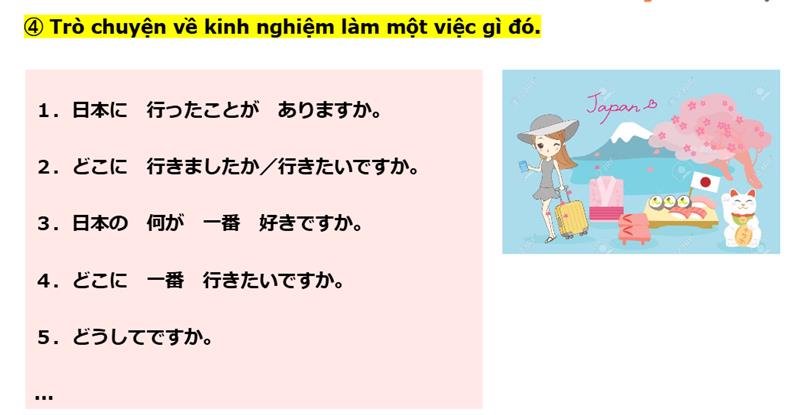 ④ Trò chuyện về kinh nghiệm làm một việc gì đó.
1．日本に　行ったことが　ありますか。
2．どこに　行きましたか／行きたいですか。
3．日本の　何が　一番　好きですか。
4．どこに　一番　行きたいですか。
5．どうしてですか。
...
Japan